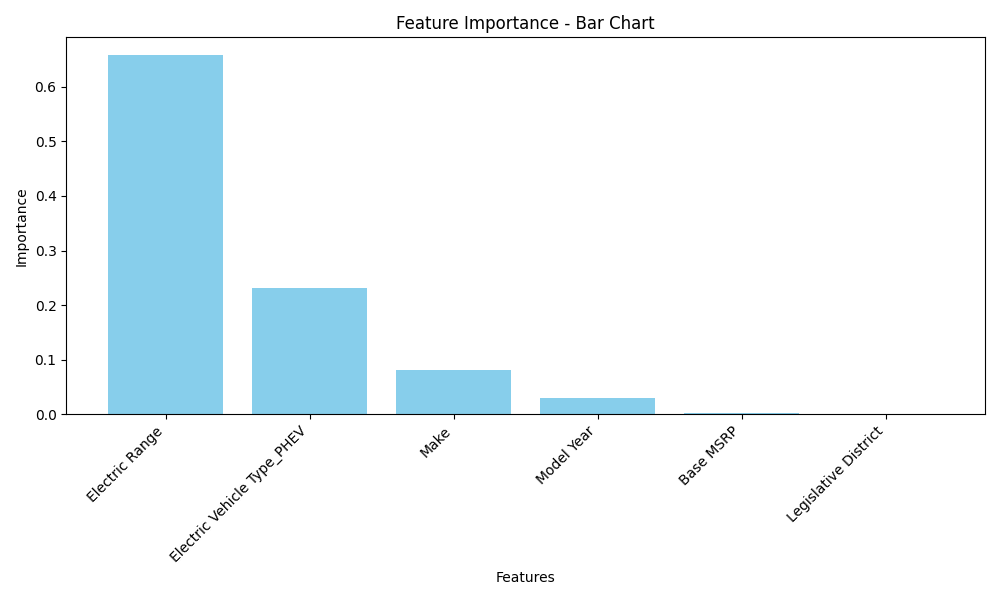 Feature Importance - Bar Chart
Importance
0.6
0.5
0.4
0.3
0.2
0.1
0.0
Electric Range
Electric Vehicle Type_PHEV
Make
Model Year
Base MSRP
Legislative District
Features